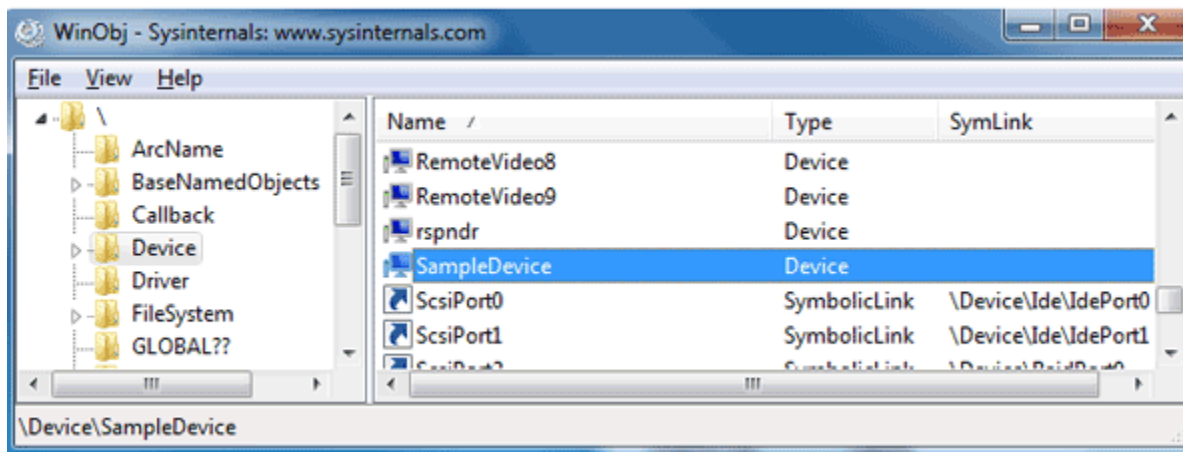 WinObj - Sysinternals: www.sysinternals.com
File View Help
\
ArcName
BaseNamedObjects
Callback
Device
Driver
FileSystem
GLOBAL??
Name Type SymLink
RemoteVideo8 Device
RemoteVideo9 Device
rspndr Device
SampleDevice Device
ScsiPort0 SymbolicLink \Device\Ide\IdePort0
ScsiPort1 SymbolicLink \Device\Ide\IdePort1
\Device\SampleDevice